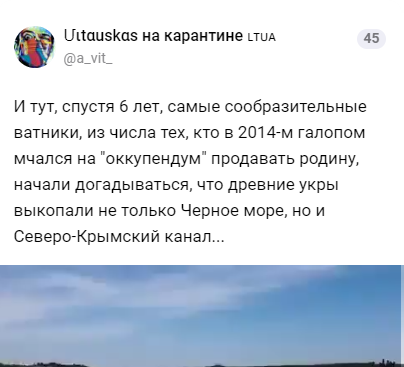 Աιtαuskαs на карантине LTUA
45
@a_vit_
И тут, спустя 6 лет, самые сообразительные
ватники, из числа тех, кто в 2014-м галопом
мчался на "оккупендум" продавать родину,
начали догадываться, что древние укры
выкопали не только Черное море, но и
Северо-Крымский канал...